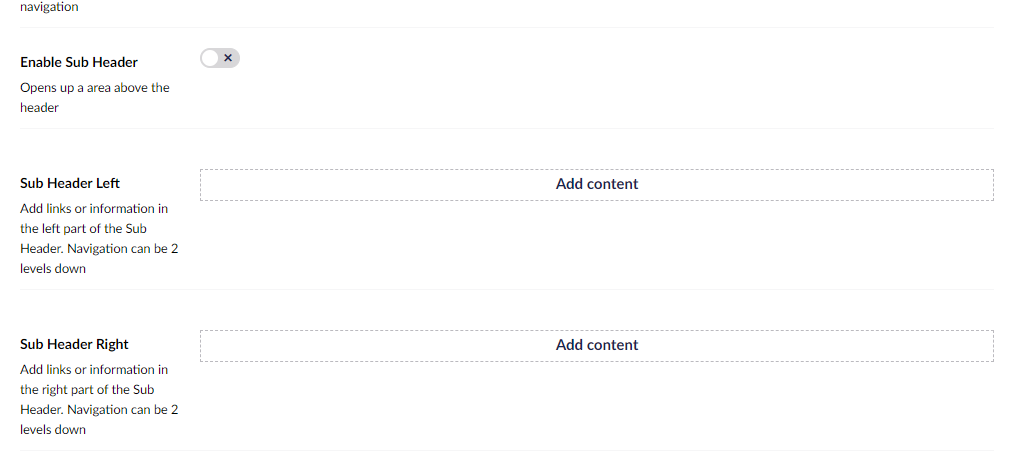 navigation
Enable Sub Header
Opens up a area above the
header
Sub Header Left
Add content
Add links or information in
the left part of the Sub
Header. Navigation can be 2
levels down
Sub Header Right
Add content
Add links or information in
the right part of the Sub
Header. Navigation can be 2
levels down